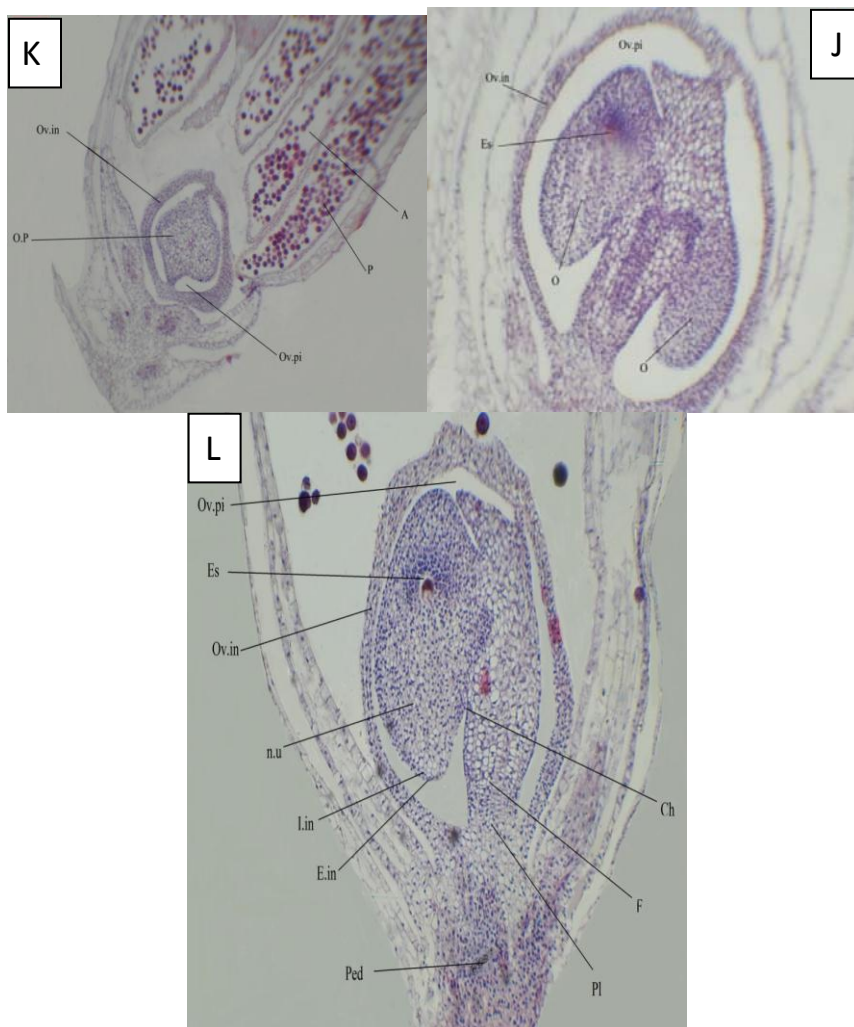 K
Ov.in
O.P
A
P
Ov.pi
J
Ov.pi
Ov.in
Es
O
O
L
Ov.pi
Es
Ov.in
n.u
I.in
E.in
Ch
F
Pl
Ped